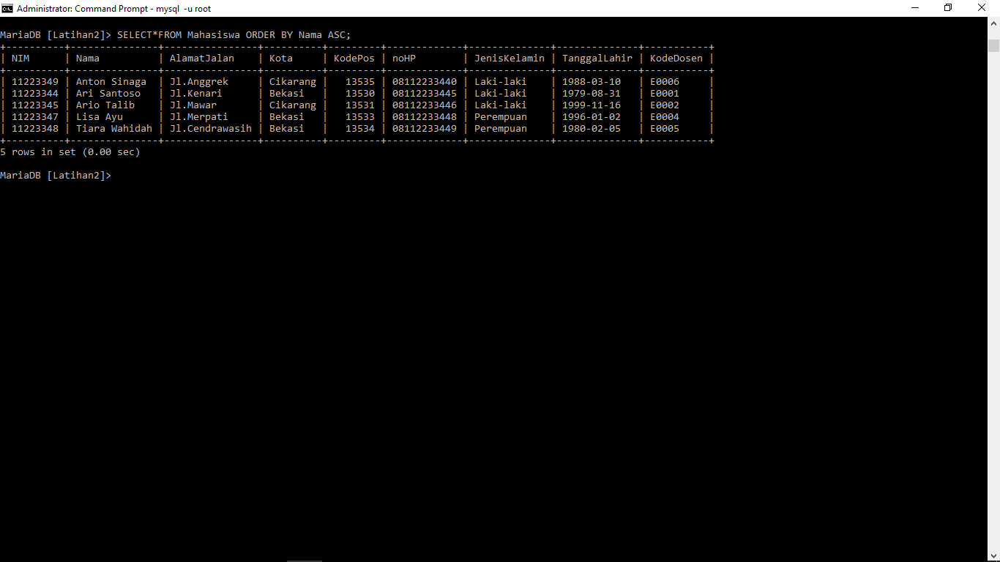 Administrator: Command Prompt - mysql  -u root
MariaDB [Latihan2]> SELECT*FROM Mahasiswa ORDER BY Nama ASC;
+----------+---------------+----------------+----------+---------+-------------+--------------+--------------+-----------+
| NIM      | Nama          | AlamatJalan    | Kota     | KodePos | noHP        | JenisKelamin | TanggalLahir | KodeDosen |
+----------+---------------+----------------+----------+---------+-------------+--------------+--------------+-----------+
| 11223349 | Anton Sinaga  | Jl.Anggrek     | Cikarang |   13535 | 08112233440 | Laki-laki    | 1988-03-10   | E0006     |
| 11223344 | Ari Santoso   | Jl.Kenari      | Bekasi   |   13530 | 08112233445 | Laki-laki    | 1979-08-31   | E0001     |
| 11223345 | Ario Talib    | Jl.Mawar       | Cikarang |   13531 | 08112233446 | Laki-laki    | 1999-11-16   | E0002     |
| 11223347 | Lisa Ayu      | Jl.Merpati     | Bekasi   |   13533 | 08112233448 | Perempuan    | 1996-01-02   | E0004     |
| 11223348 | Tiara Wahidah | Jl.Cendrawasih | Bekasi   |   13534 | 08112233449 | Perempuan    | 1980-02-05   | E0005     |
+----------+---------------+----------------+----------+---------+-------------+--------------+--------------+-----------+
5 rows in set (0.00 sec)
MariaDB [Latihan2]>